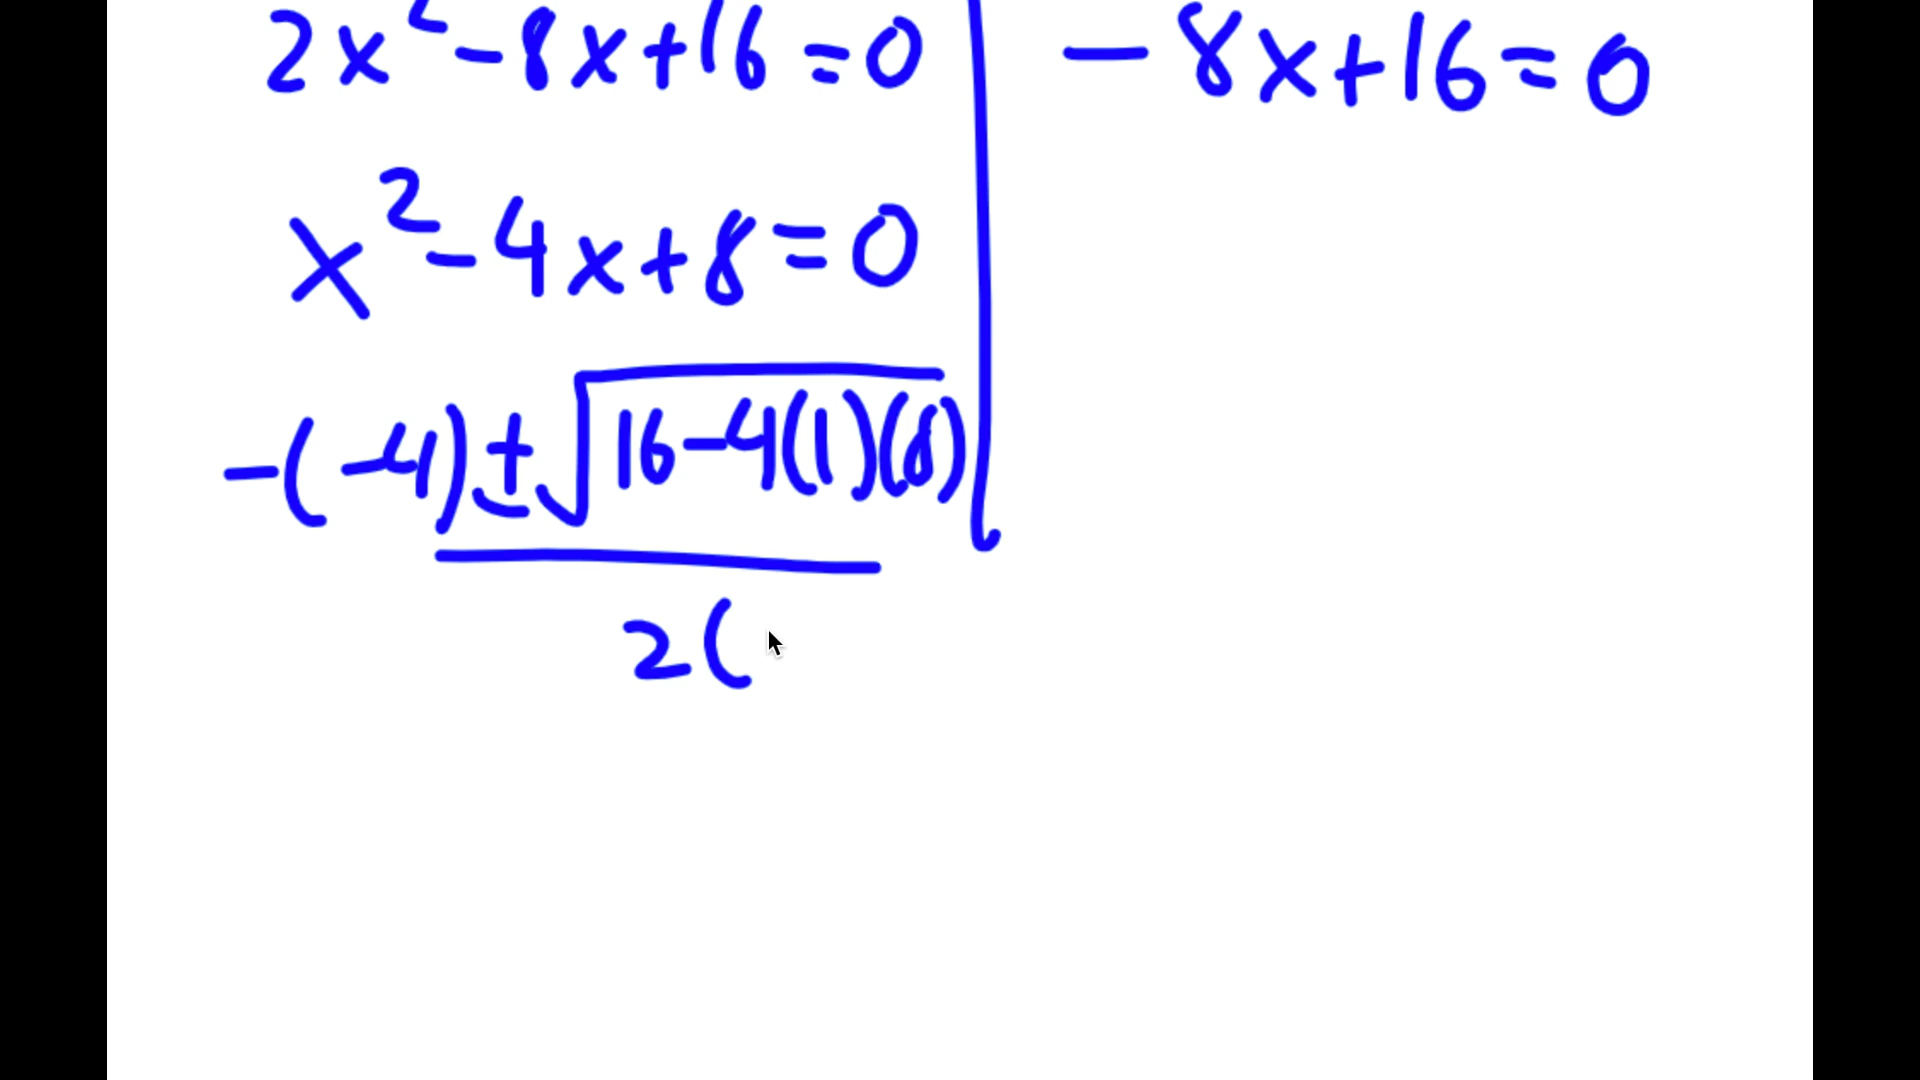 2x²-8x+16=0
x²-4x+8=0
-(-4)±√16-4(1)(8)
2(
-8x+16=0